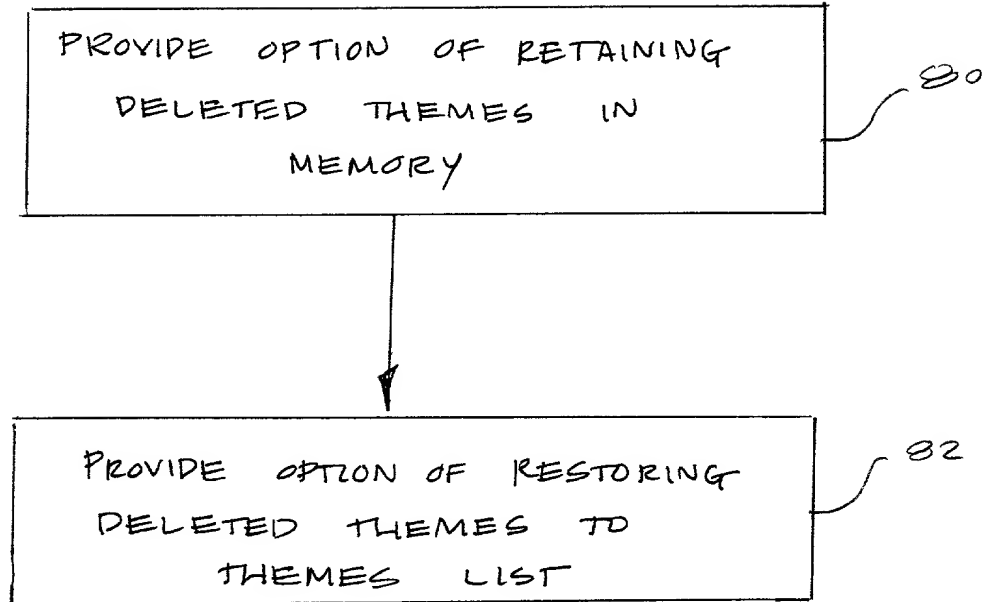 PROVIDE OPTION OF RETAINING
DELETED THEMES IN
MEMORY
80
PROVIDE OPTION OF RESTORING
DELETED THEMES TO
THEMES LIST
82